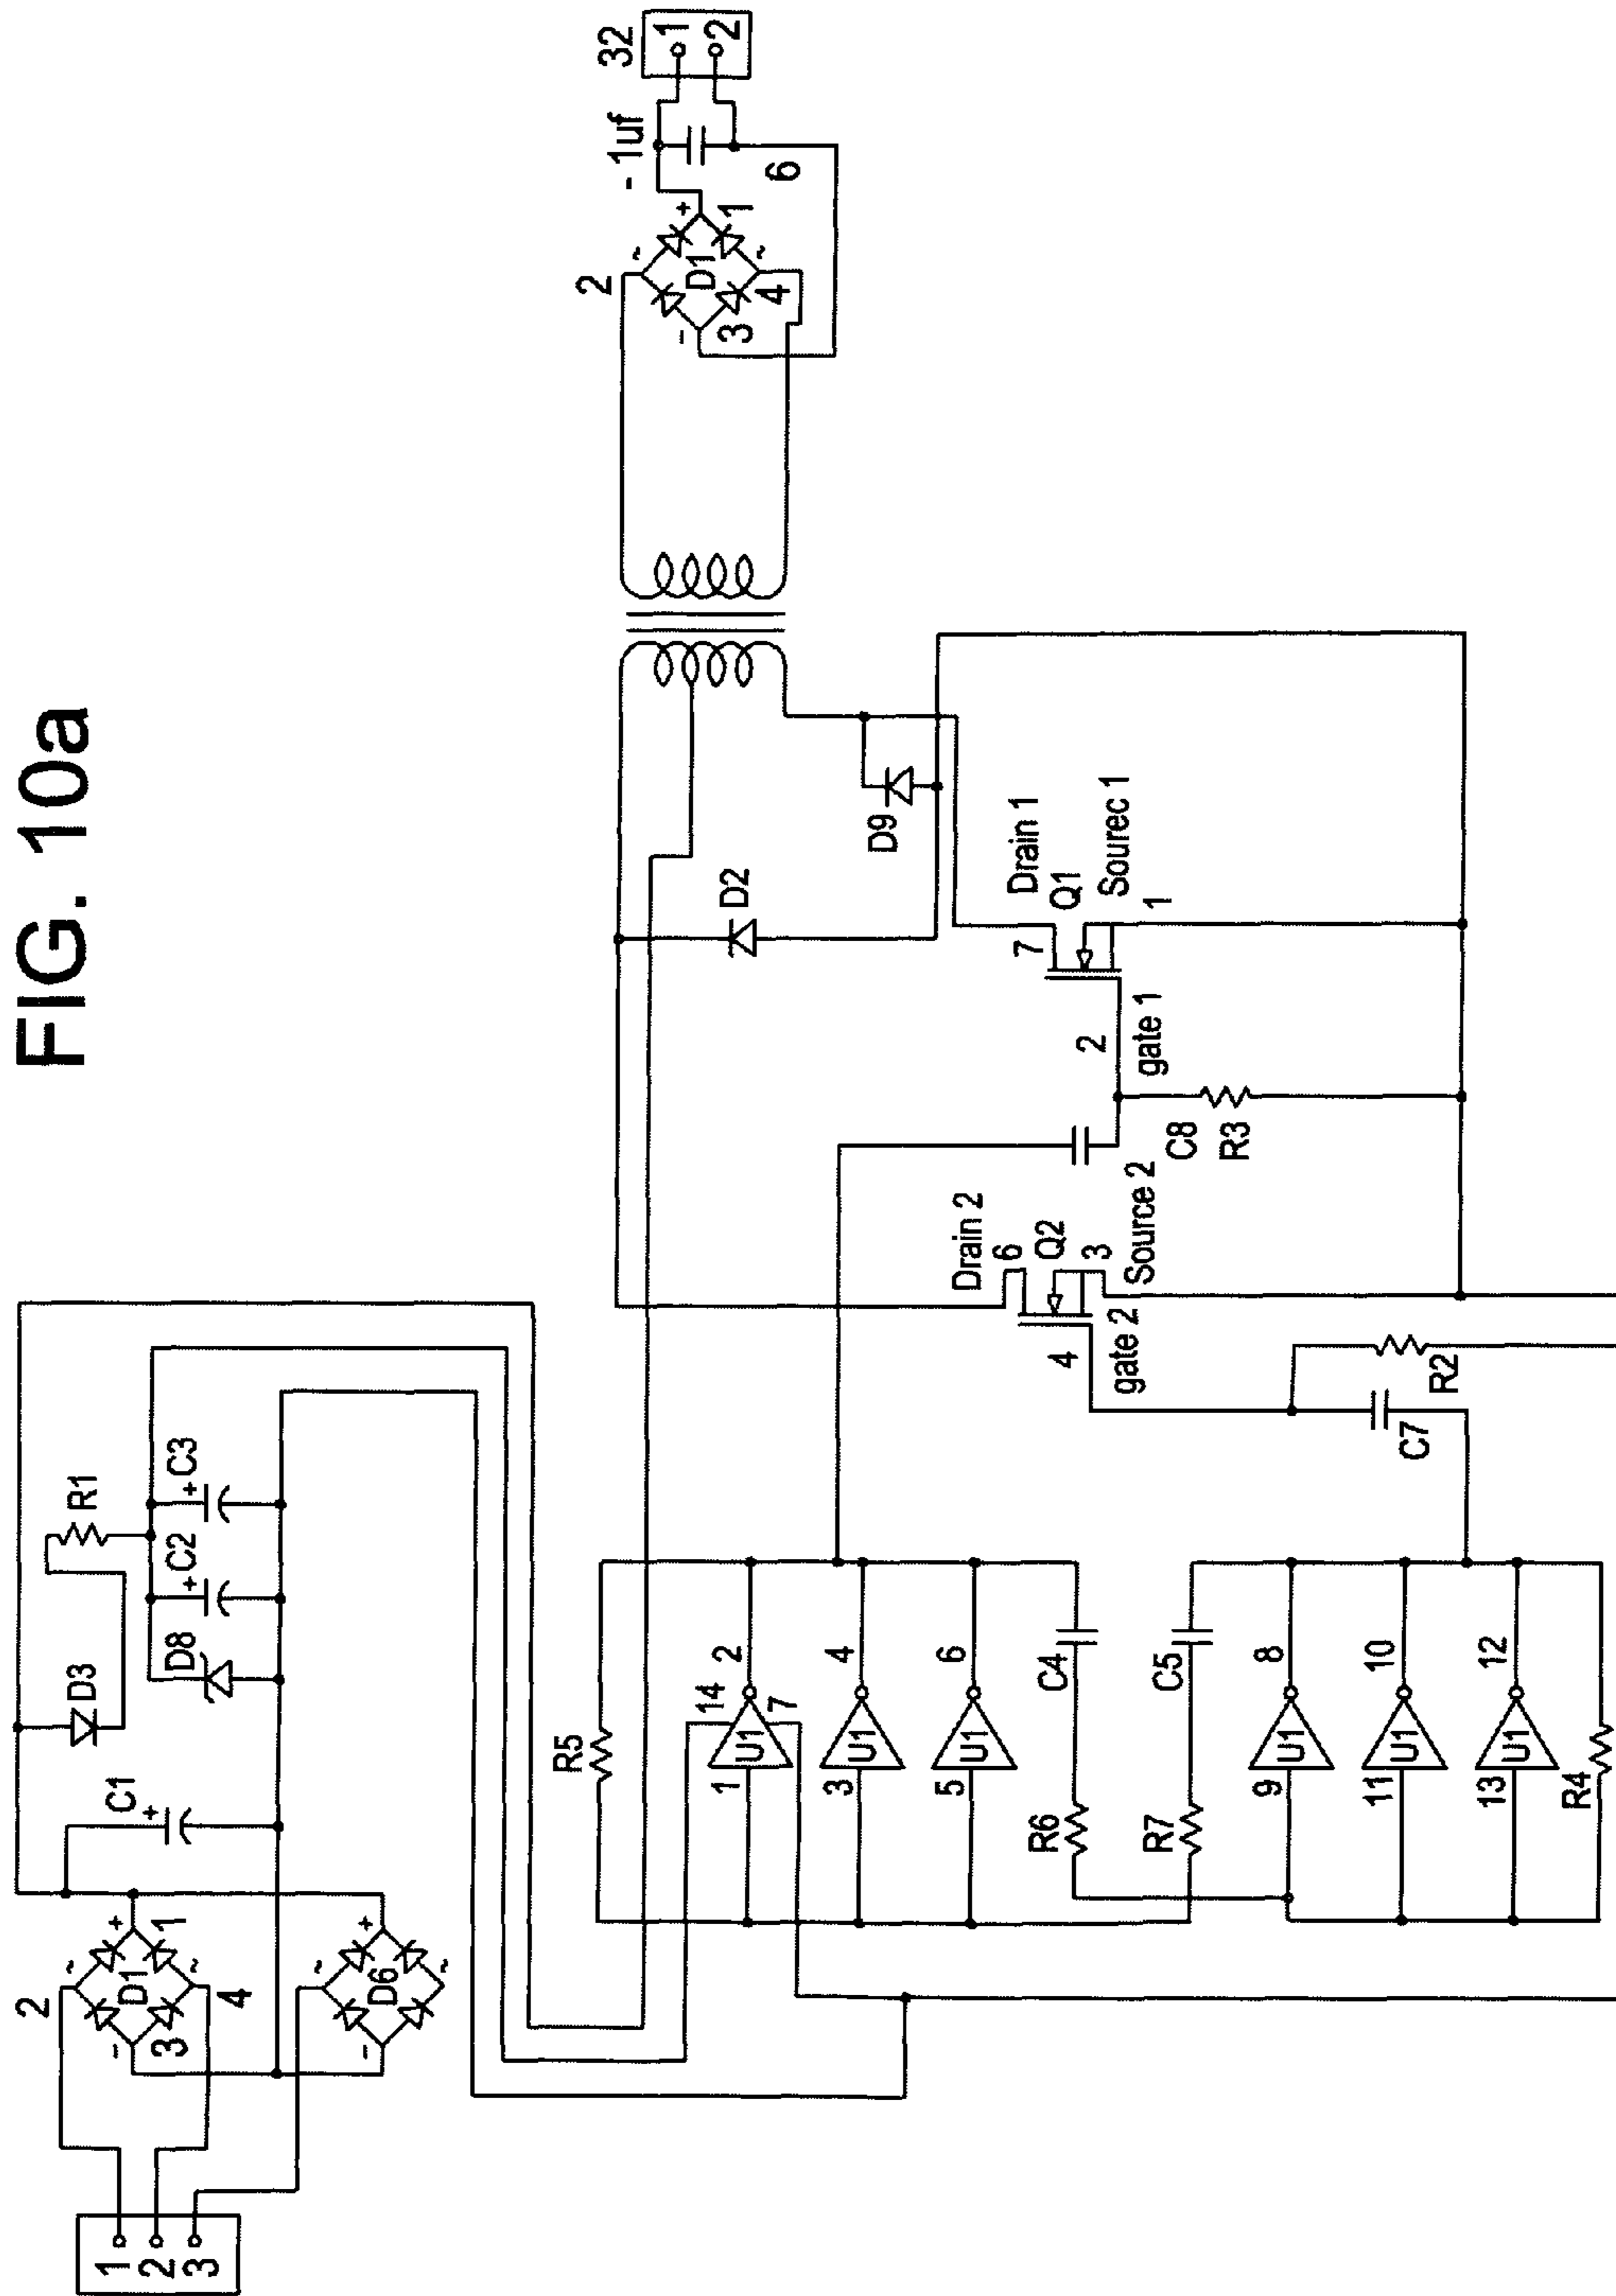 FIG. 10a
1
2
3
2
D1
1
3
4
+
-
~
~
D6
+
-
~
~
C1
+
D3
R1
D8
C2
+
C3
+
R5
1
U1
14
2
7
3
U1
4
5
U1
6
R6
C4
R7
C5
9
U1
8
11
U1
10
13
U1
12
R4
C7
R2
4
gate 2
Drain 2
6
Q2
3
Source 2
C8
R3
2
gate 1
Drain 1
7
Q1
Sourec 1
1
D2
D9
2
D1
1
3
4
+
-
~
~
- 1uf
6
32
1
2